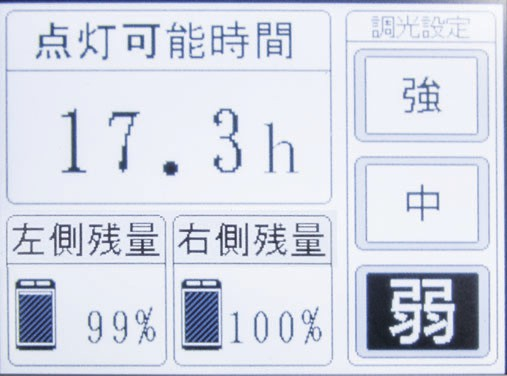 点灯可能時間
17.3h
左側残量
99%
右側残量
100%
調光設定
強
中
弱